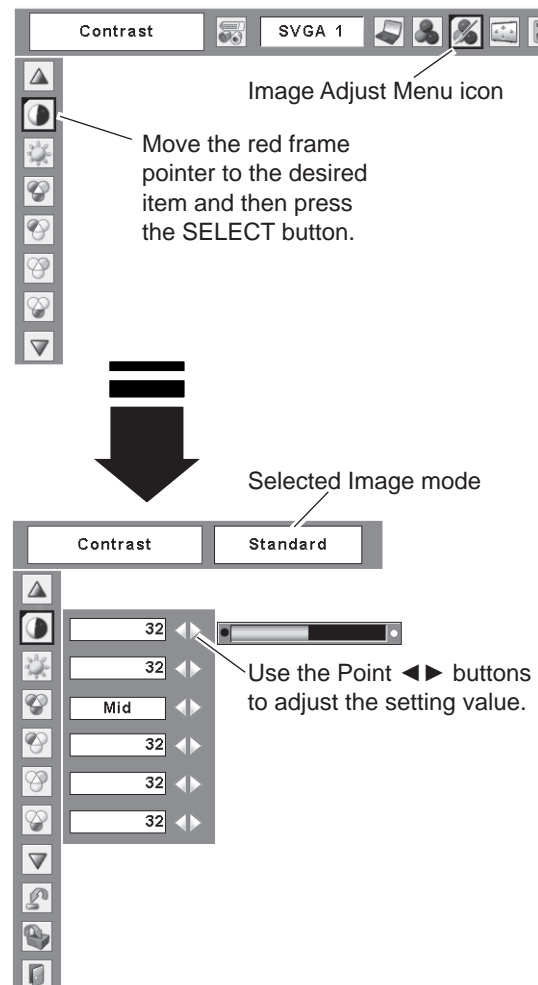 Contrast
SVGA 1
Image Adjust Menu icon
Move the red frame
pointer to the desired
item and then press
the SELECT button.
Selected Image mode
Contrast
Standard
32
32
Use the Point ◄► buttons
to adjust the setting value.
Mid
32
32
32